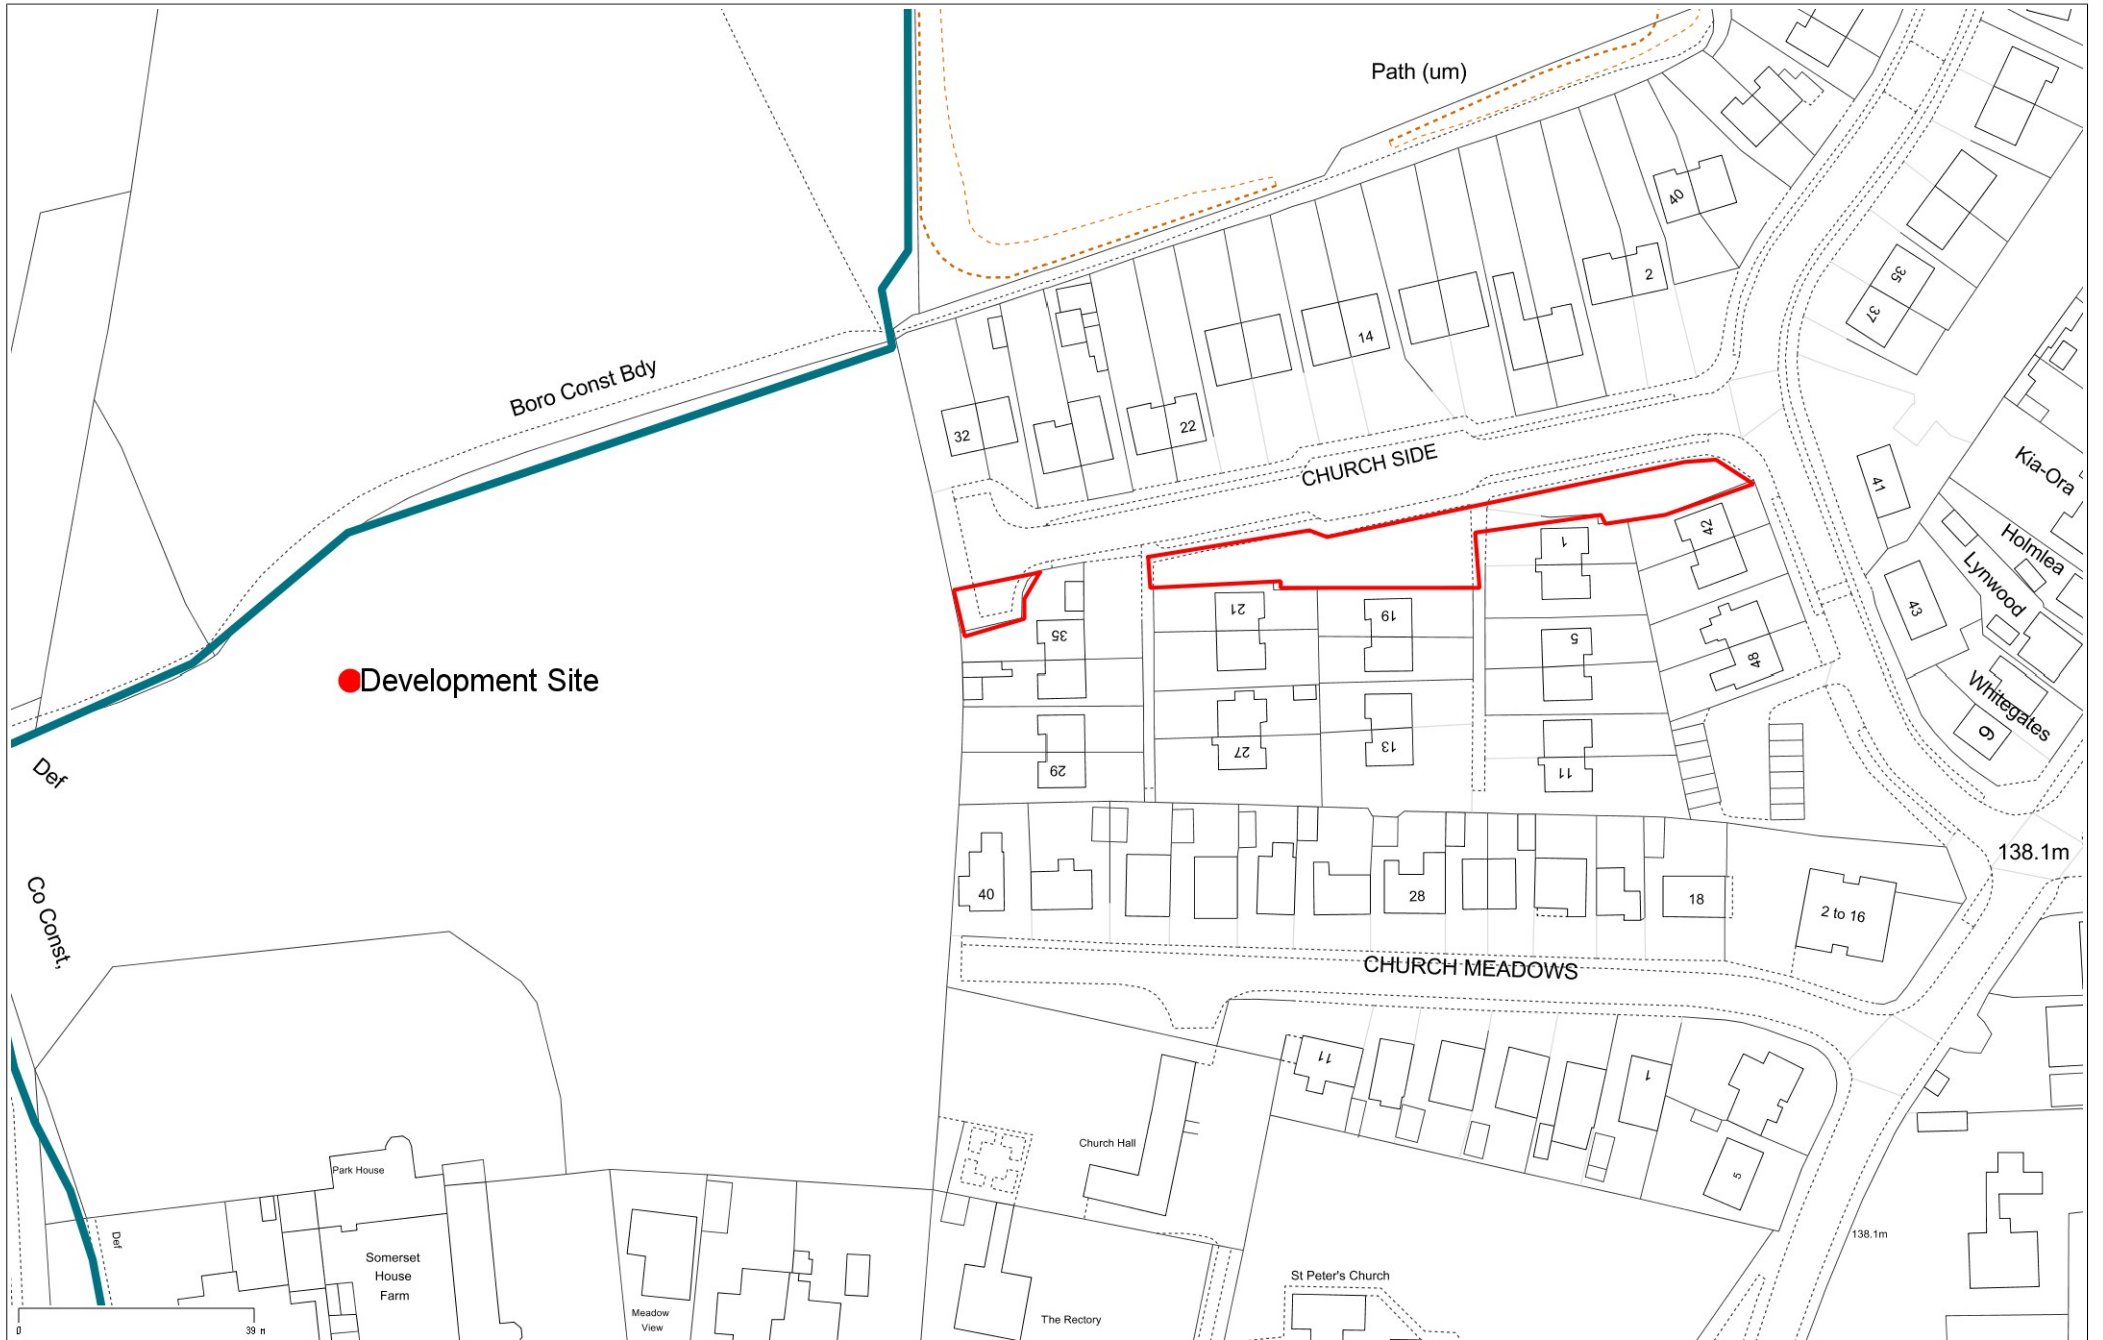 Path (um)
40
2
35
37
Boro Const Bdy
14
32
22
CHURCH SIDE
41
Kia-Ora
Holmlea
Lynwood
42
1
21
19
35
5
43
48
Development Site
Whitegates
9
27
13
29
11
Def
138.1m
40
28
18
2 to 16
Co Const,
CHURCH MEADOWS
11
1
Church Hall
Park House
5
Def
138.1m
Somerset
House
Farm
St Peter's Church
Meadow
View
The Rectory
0
39 M